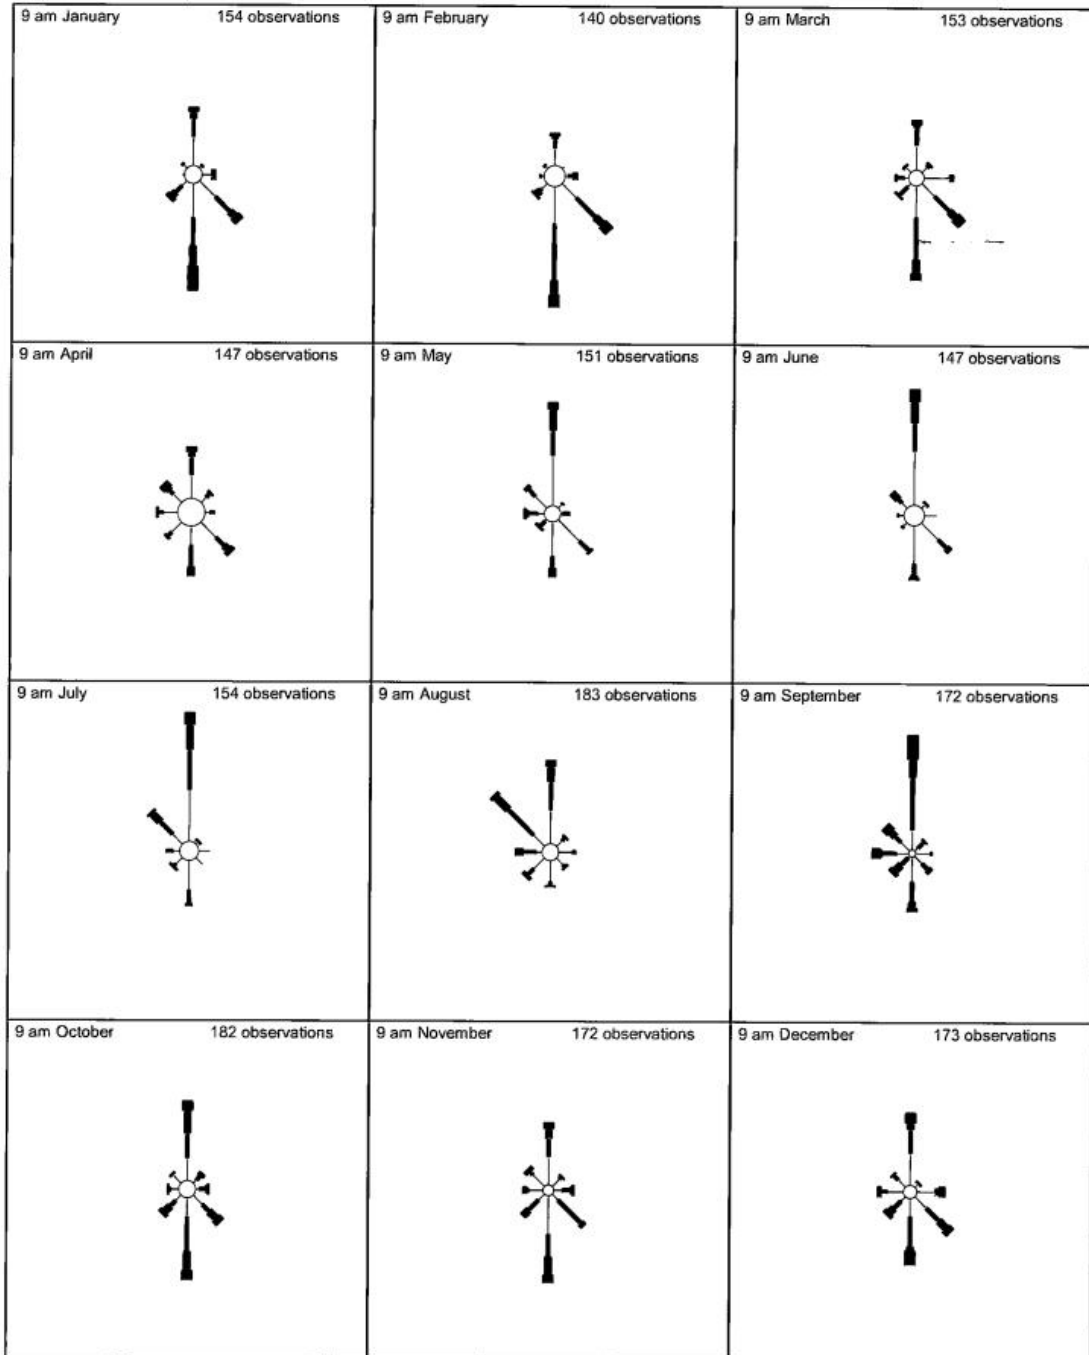 9 am January 154 observations
9 am February 140 observations
9 am March 153 observations
9 am April 147 observations
9 am May 151 observations
9 am June 147 observations
9 am July 154 observations
9 am August 183 observations
9 am September 172 observations
9 am October 182 observations
9 am November 172 observations
9 am December 173 observations